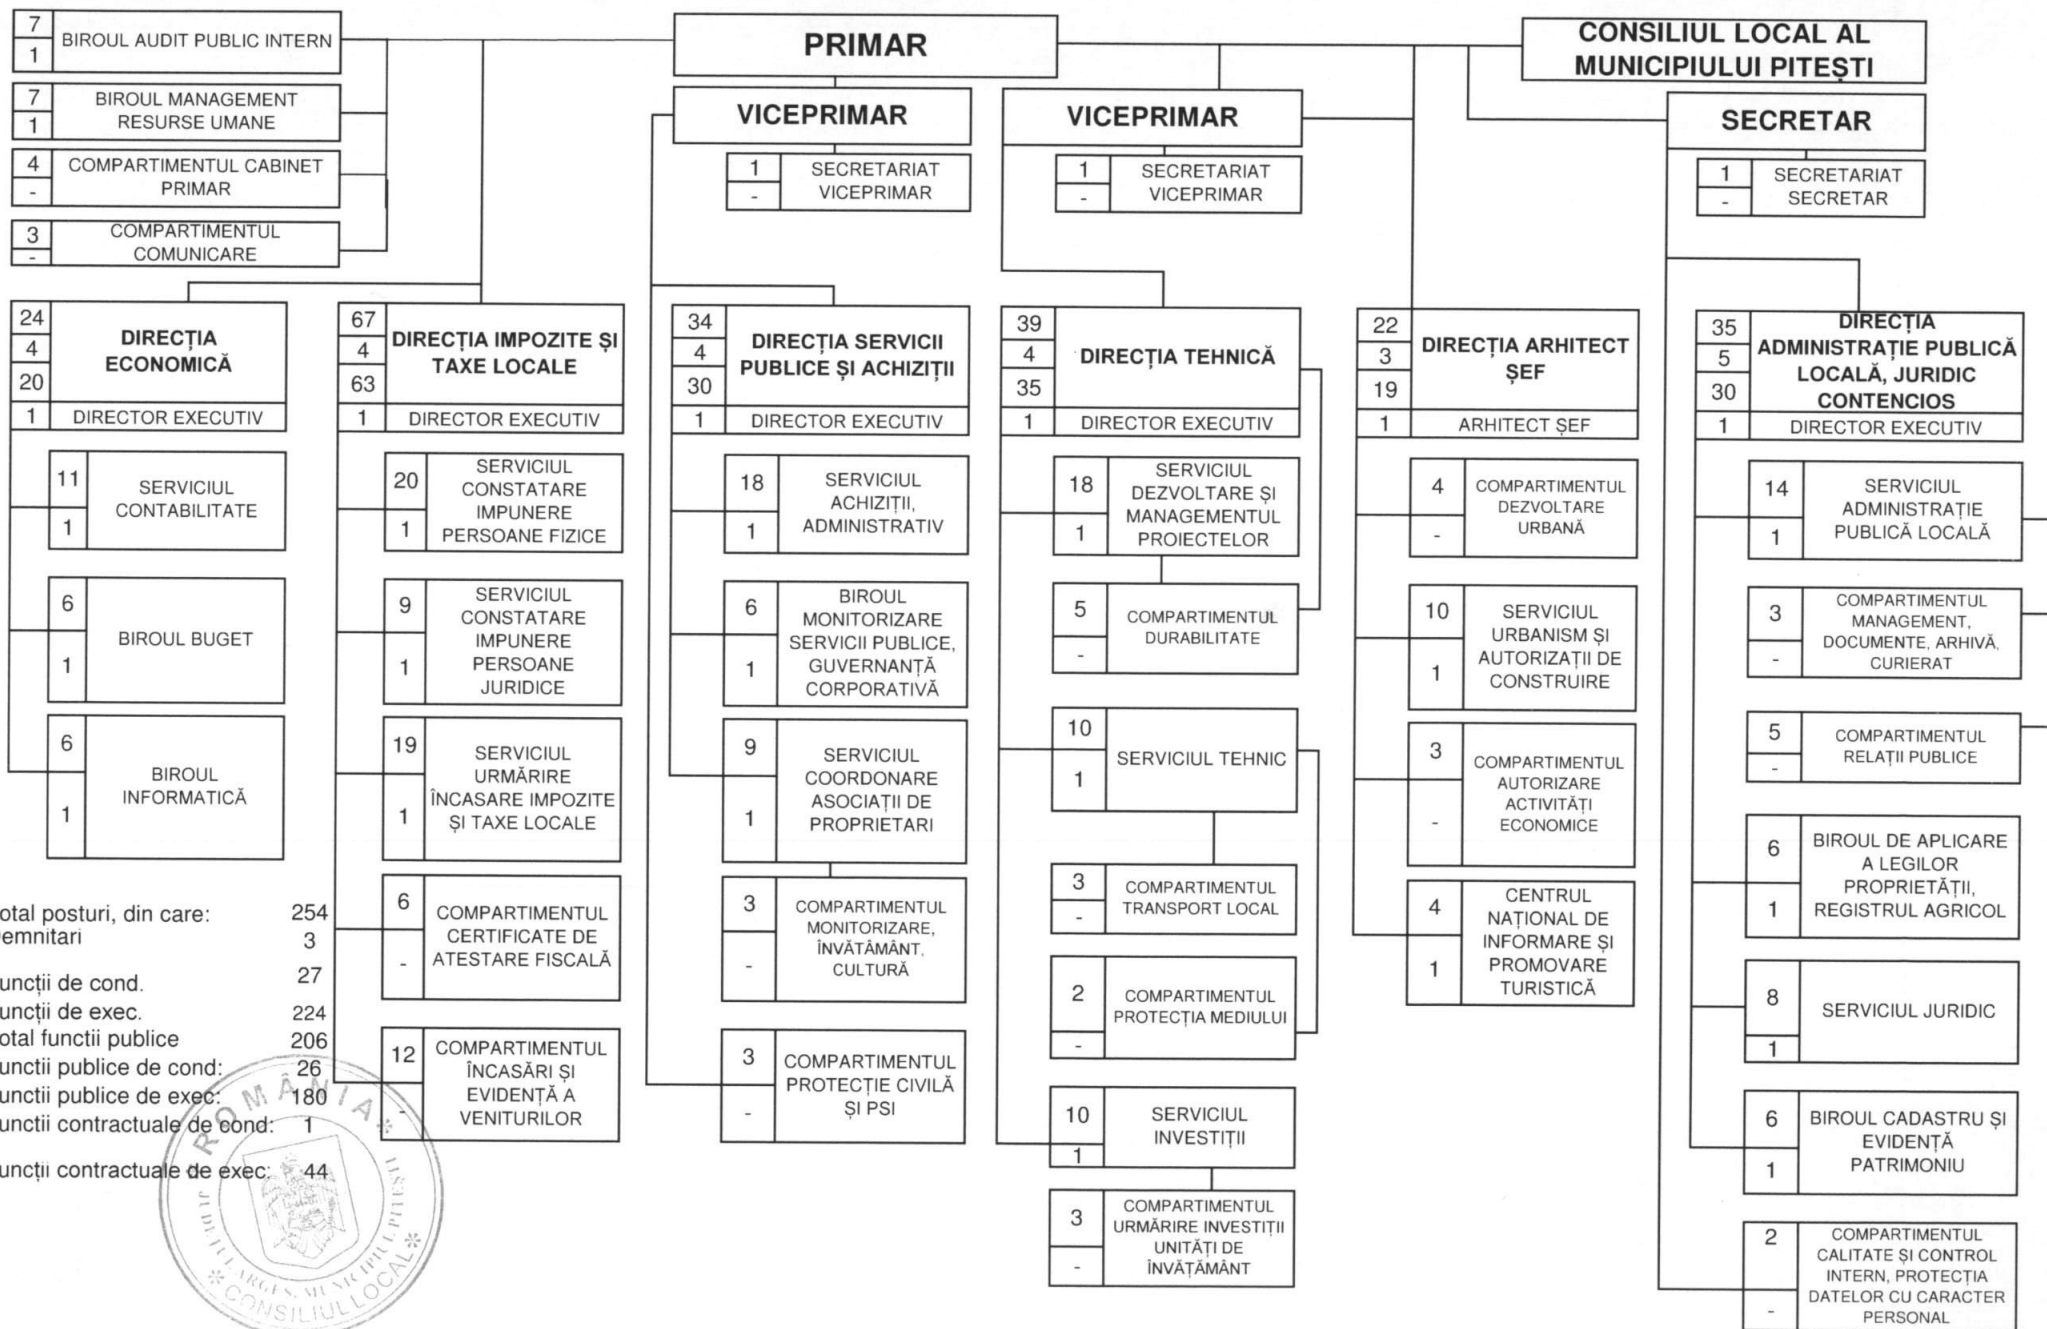 7
1
BIROUL AUDIT PUBLIC INTERN
7
1
BIROUL MANAGEMENT
RESURSE UMANE
4
-
COMPARTIMENTUL CABINET
PRIMAR
3
-
COMPARTIMENTUL
COMUNICARE
PRIMAR
CONSILIUL LOCAL AL
MUNICIPIULUI PITEȘTI
VICEPRIMAR
1
-
SECRETARIAT
VICEPRIMAR
VICEPRIMAR
1
-
SECRETARIAT
VICEPRIMAR
SECRETAR
1
-
SECRETARIAT
SECRETAR
24
4
20
DIRECȚIA
ECONOMICĂ
1
DIRECTOR EXECUTIV
11
1
SERVICIUL
CONTABILITATE
6
1
BIROUL BUGET
6
1
BIROUL
INFORMATICĂ
67
4
63
DIRECȚIA IMPOZITE ȘI
TAXE LOCALE
1
DIRECTOR EXECUTIV
20
1
SERVICIUL
CONSTATARE
IMPUNERE
PERSOANE FIZICE
9
1
SERVICIUL
CONSTATARE
IMPUNERE
PERSOANE
JURIDICE
19
1
SERVICIUL
URMĂRIRE
ÎNCASARE IMPOZITE
ȘI TAXE LOCALE
6
-
COMPARTIMENTUL
CERTIFICATE DE
ATESTARE FISCALĂ
12
-
COMPARTIMENTUL
ÎNCASĂRI ȘI
EVIDENȚĂ A
VENITURILOR
34
4
30
DIRECȚIA SERVICII
PUBLICE ȘI ACHIZIȚII
1
DIRECTOR EXECUTIV
18
1
SERVICIUL
ACHIZIȚII,
ADMINISTRATIV
6
1
BIROUL
MONITORIZARE
SERVICII PUBLICE,
GUVERNANȚĂ
CORPORATIVĂ
9
1
SERVICIUL
COORDONARE
ASOCIAȚII DE
PROPRIETARI
3
-
COMPARTIMENTUL
MONITORIZARE,
ÎNVĂTÂMÂNT,
CULTURĂ
3
-
COMPARTIMENTUL
PROTECȚIE CIVILĂ
ȘI PSI
39
4
35
DIRECȚIA TEHNICĂ
1
DIRECTOR EXECUTIV
18
1
SERVICIUL
DEZVOLTARE ȘI
MANAGEMENTUL
PROIECTELOR
5
-
COMPARTIMENTUL
DURABILITATE
10
1
SERVICIUL TEHNIC
3
-
COMPARTIMENTUL
TRANSPORT LOCAL
2
-
COMPARTIMENTUL
PROTECȚIA MEDIULUI
10
1
SERVICIUL
INVESTIȚII
3
-
COMPARTIMENTUL
URMĂRIRE INVESTIȚII
UNITĂȚI DE
ÎNVĂȚĂMÂNT
22
3
19
DIRECȚIA ARHITECT
ȘEF
1
ARHITECT ȘEF
4
-
COMPARTIMENTUL
DEZVOLTARE
URBANĂ
10
1
SERVICIUL
URBANISM ȘI
AUTORIZAȚII DE
CONSTRUIRE
3
-
COMPARTIMENTUL
AUTORIZARE
ACTIVITĂȚI
ECONOMICE
4
1
CENTRUL
NAȚIONAL DE
INFORMARE ȘI
PROMOVARE
TURISTICĂ
35
5
30
DIRECȚIA
ADMINISTRAȚIE PUBLICĂ
LOCALĂ, JURIDIC
CONTENCIOS
1
DIRECTOR EXECUTIV
14
1
SERVICIUL
ADMINISTRAȚIE
PUBLICĂ LOCALĂ
3
-
COMPARTIMENTUL
MANAGEMENT,
DOCUMENTE, ARHIVĂ,
CURIERAT
5
-
COMPARTIMENTUL
RELAȚII PUBLICE
6
1
BIROUL DE APLICARE
A LEGILOR
PROPRIETĂȚII,
REGISTRUL AGRICOL
8
1
SERVICIUL JURIDIC
6
1
BIROUL CADASTRU ȘI
EVIDENȚĂ
PATRIMONIU
2
-
COMPARTIMENTUL
CALITATE ȘI CONTROL
INTERN, PROTECȚIA
DATELOR CU CARACTER
PERSONAL
otal posturi, din care: 254
emnitari 3
uncții de cond. 27
uncții de exec. 224
otal functii publice 206
unctii publice de cond: 26
unctii publice de exec: 180
unctii contractuale de cond: 1
uncții contractuale de exec: 44
ROMÂNIA
JUDEȚUL ARGEȘ, MUNICIPIUL PITEȘTI
CONSILIUL LOCAL